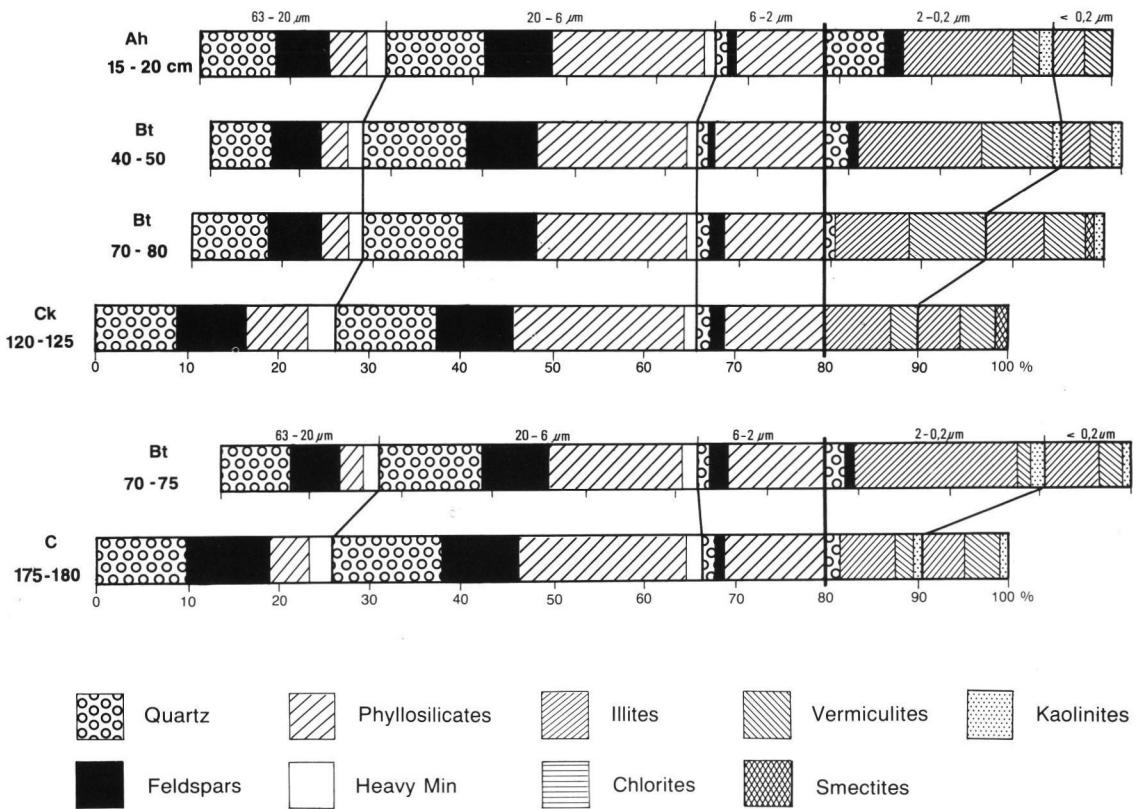 63 – 20 µm 20 – 6 µm 6 – 2 µm 2 – 0,2 µm < 0,2 µm
Ah
15 - 20 cm
Bt
40 - 50
Bt
70 - 80
Ck
120 - 125
0 10 20 30 40 50 60 70 80 90 100 %
63 – 20 µm 20 – 6 µm 6 – 2 µm 2 – 0,2 µm < 0,2 µm
Bt
70 - 75
C
175 - 180
0 10 20 30 40 50 60 70 80 90 100 %
Quartz Phyllosilicates Illites Vermiculites Kaolinites
Feldspars Heavy Min Chlorites Smectites